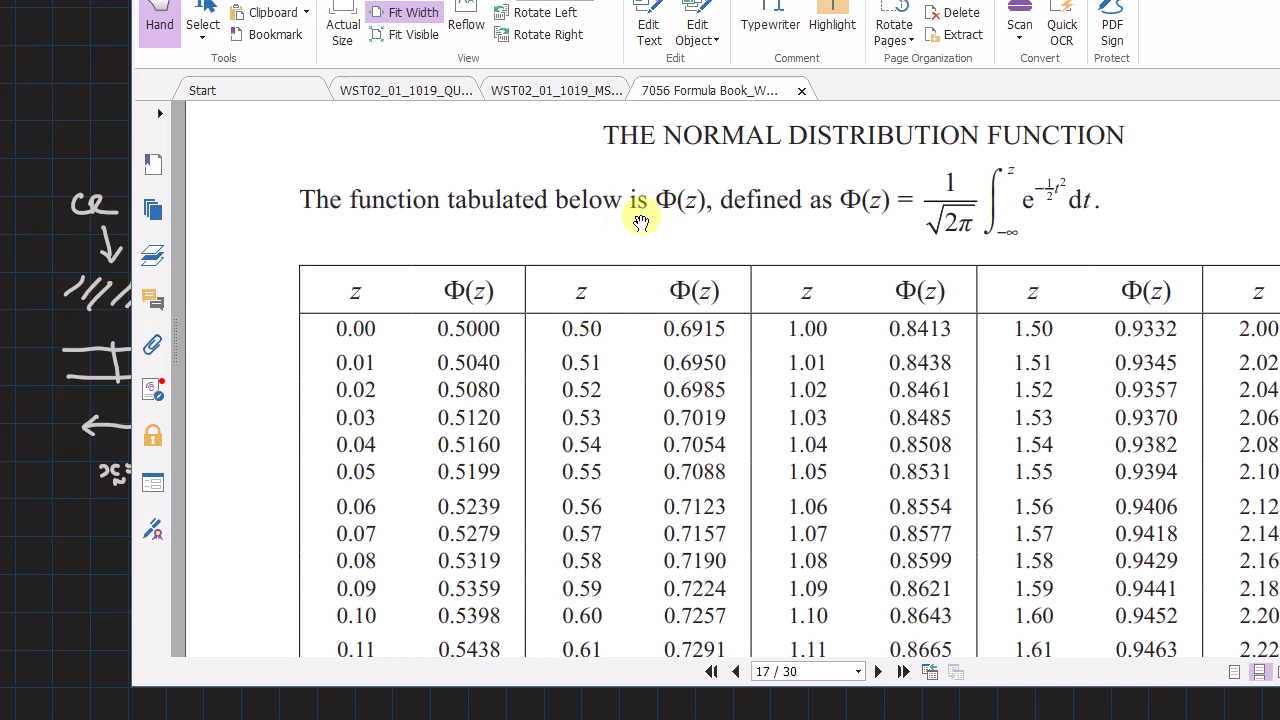 Hand
Select
Clipboard
Bookmark
Tools
Actual Size
Fit Width
Fit Visible
Reflow
Rotate Left
Rotate Right
View
Edit Text
Edit Object
Edit
Typewriter
Highlight
Comment
Rotate Pages
Delete
Extract
Page Organization
Scan
Quick OCR
Convert
PDF Sign
Protect
Start
WST02_01_1019_QU...
WST02_01_1019_MS...
7056 Formula Book_W...
THE NORMAL DISTRIBUTION FUNCTION
The function tabulated below is Φ(z), defined as Φ(z) = 1/√2π ∫_{−∞}^{z} e^{−½t²} dt.
z Φ(z) z Φ(z) z Φ(z) z Φ(z) z
0.00 0.5000 0.50 0.6915 1.00 0.8413 1.50 0.9332 2.00
0.01 0.5040 0.51 0.6950 1.01 0.8438 1.51 0.9345 2.02
0.02 0.5080 0.52 0.6985 1.02 0.8461 1.52 0.9357 2.04
0.03 0.5120 0.53 0.7019 1.03 0.8485 1.53 0.9370 2.06
0.04 0.5160 0.54 0.7054 1.04 0.8508 1.54 0.9382 2.08
0.05 0.5199 0.55 0.7088 1.05 0.8531 1.55 0.9394 2.10
0.06 0.5239 0.56 0.7123 1.06 0.8554 1.56 0.9406 2.12
0.07 0.5279 0.57 0.7157 1.07 0.8577 1.57 0.9418 2.14
0.08 0.5319 0.58 0.7190 1.08 0.8599 1.58 0.9429 2.16
0.09 0.5359 0.59 0.7224 1.09 0.8621 1.59 0.9441 2.18
0.10 0.5398 0.60 0.7257 1.10 0.8643 1.60 0.9452 2.20
0.11 0.5438 0.61 0.7291 1.11 0.8665 1.61 0.9463 2.22
17 / 30